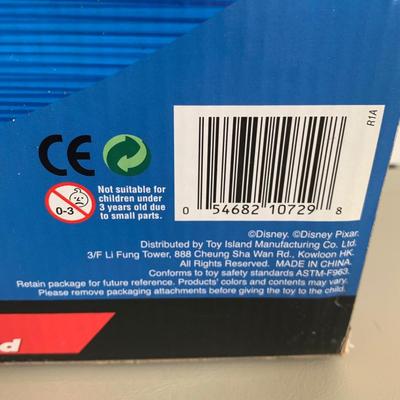 R1A
CE
0-3
Not suitable for
children under
3 years old due
to small parts.
0 54682 10729 8
©Disney. ©Disney Pixar.
Distributed by Toy Island Manufacturing Co. Ltd.
3/F Li Fung Tower, 888 Cheung Sha Wan Rd., Kowloon HK.
All Rights Reserved. MADE IN CHINA.
Conforms to toy safety standards ASTM-F963.
Retain package for future reference. Products' colors and contents may vary.
Please remove packaging attachments before giving the toy to the child.
d